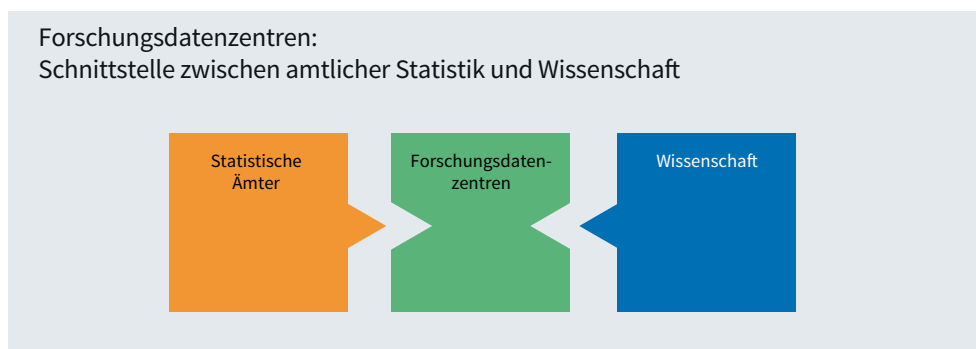 Forschungsdatenzentren:
Schnittstelle zwischen amtlicher Statistik und Wissenschaft
Statistische
Ämter
Forschungsdaten-
zentren
Wissenschaft